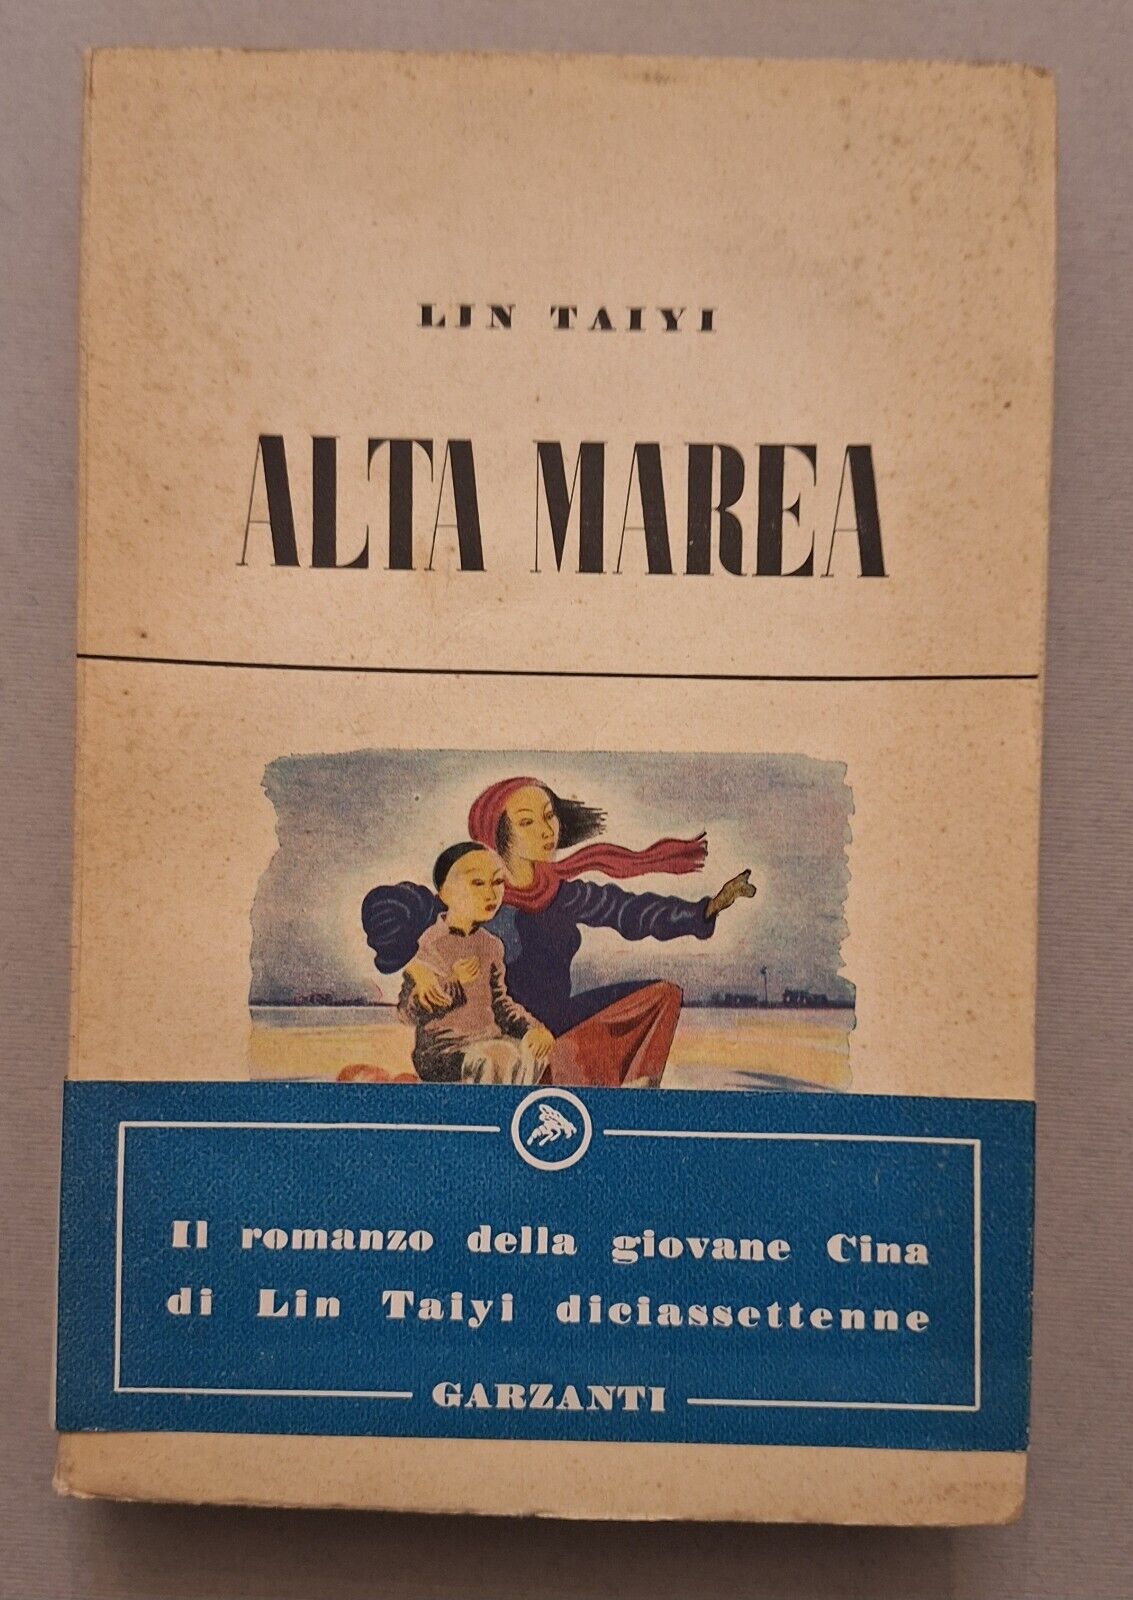 LIN TAIYI
ALTA MAREA
Il romanzo della giovane Cina
di Lin Taiyi diciassettenne
GARZANTI